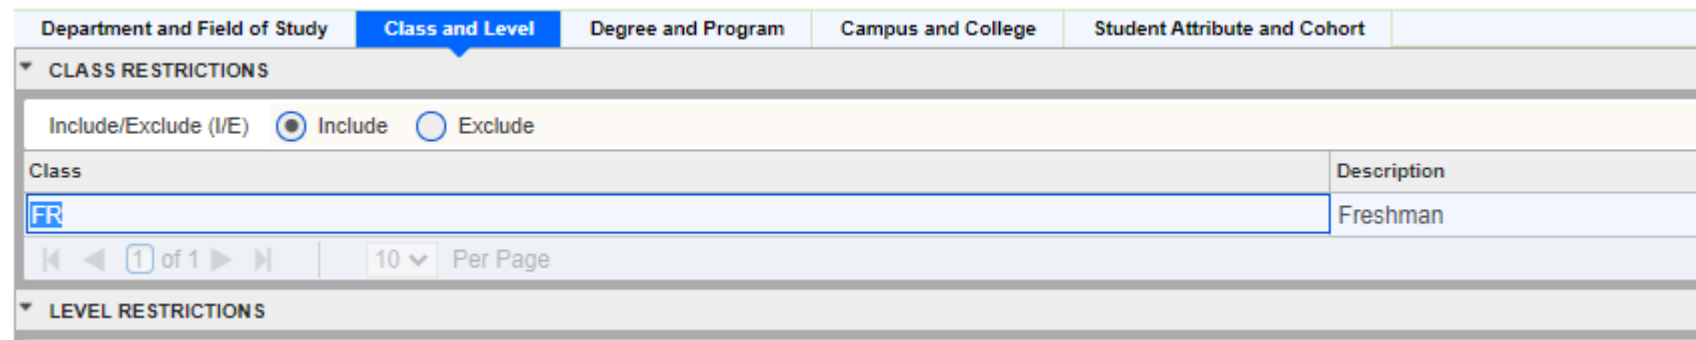 Department and Field of Study Class and Level Degree and Program Campus and College Student Attribute and Cohort
CLASS RESTRICTIONS
Include/Exclude (I/E) Include Exclude
Class Description
FR Freshman
1 of 1 10 Per Page
LEVEL RESTRICTIONS